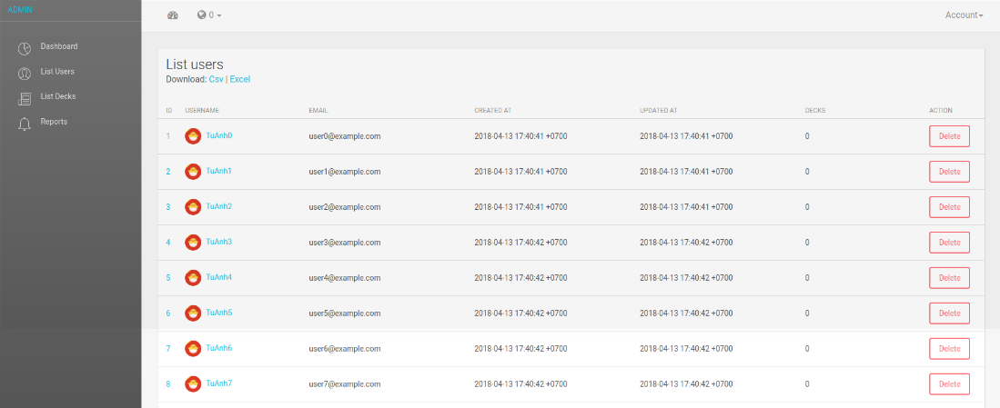 ADMIN
0
Account
Dashboard
List Users
List Decks
Reports
List users
Download: Csv | Excel
ID USERNAME EMAIL CREATED AT UPDATED AT DECKS ACTION
1 TuAnh0 user0@example.com 2018-04-13 17:40:41 +0700 2018-04-13 17:40:41 +0700 0 Delete
2 TuAnh1 user1@example.com 2018-04-13 17:40:41 +0700 2018-04-13 17:40:41 +0700 0 Delete
3 TuAnh2 user2@example.com 2018-04-13 17:40:41 +0700 2018-04-13 17:40:41 +0700 0 Delete
4 TuAnh3 user3@example.com 2018-04-13 17:40:42 +0700 2018-04-13 17:40:42 +0700 0 Delete
5 TuAnh4 user4@example.com 2018-04-13 17:40:42 +0700 2018-04-13 17:40:42 +0700 0 Delete
6 TuAnh5 user5@example.com 2018-04-13 17:40:42 +0700 2018-04-13 17:40:42 +0700 0 Delete
7 TuAnh6 user6@example.com 2018-04-13 17:40:42 +0700 2018-04-13 17:40:42 +0700 0 Delete
8 TuAnh7 user7@example.com 2018-04-13 17:40:42 +0700 2018-04-13 17:40:42 +0700 0 Delete